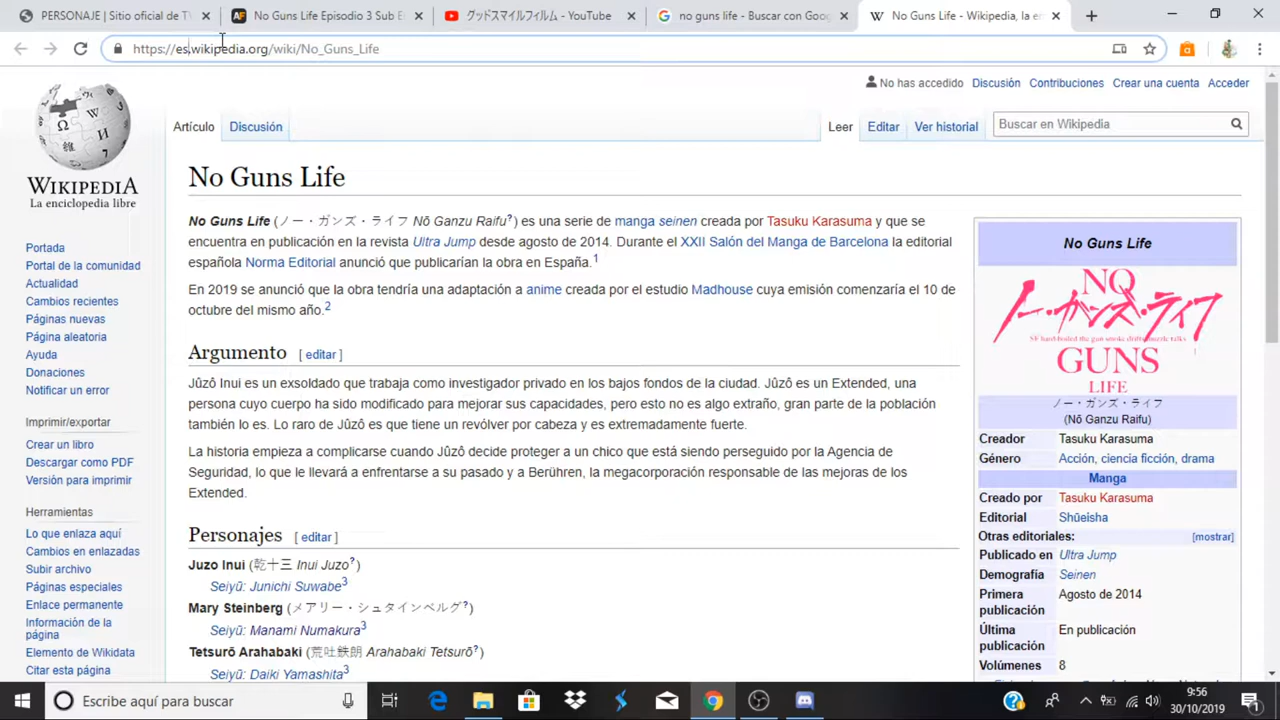 PERSONAJE | Sitio oficial de TV
No Guns Life Episodio 3 Sub E
グッドスマイルフィルム - YouTube
no guns life - Buscar con Goog
No Guns Life - Wikipedia, la en
https://es.wikipedia.org/wiki/No_Guns_Life
No has accedido Discusión Contribuciones Crear una cuenta Acceder
Artículo Discusión Leer Editar Ver historial Buscar en Wikipedia
WIKIPEDIA
La enciclopedia libre
Portada
Portal de la comunidad
Actualidad
Cambios recientes
Páginas nuevas
Página aleatoria
Ayuda
Donaciones
Notificar un error
Imprimir/exportar
Crear un libro
Descargar como PDF
Versión para imprimir
Herramientas
Lo que enlaza aquí
Cambios en enlazadas
Subir archivo
Páginas especiales
Enlace permanente
Información de la
página
Elemento de Wikidata
Citar esta página
No Guns Life
No Guns Life (ノー・ガンズ・ライフ Nō Ganzu Raifu?) es una serie de manga seinen creada por Tasuku Karasuma y que se
encuentra en publicación en la revista Ultra Jump desde agosto de 2014. Durante el XXII Salón del Manga de Barcelona la editorial
española Norma Editorial anunció que publicarían la obra en España.1
En 2019 se anunció que la obra tendría una adaptación a anime creada por el estudio Madhouse cuya emisión comenzaría el 10 de
octubre del mismo año.2
Argumento [ editar ]
Jûzô Inui es un exsoldado que trabaja como investigador privado en los bajos fondos de la ciudad. Jûzô es un Extended, una
persona cuyo cuerpo ha sido modificado para mejorar sus capacidades, pero esto no es algo extraño, gran parte de la población
también lo es. Lo raro de Jûzô es que tiene un revólver por cabeza y es extremadamente fuerte.
La historia empieza a complicarse cuando Jûzô decide proteger a un chico que está siendo perseguido por la Agencia de
Seguridad, lo que le llevará a enfrentarse a su pasado y a Berühren, la megacorporación responsable de las mejoras de los
Extended.
Personajes [ editar ]
Juzo Inui (乾十三 Inui Juzo?)
Seiyū: Junichi Suwabe3
Mary Steinberg (メアリー・シュタインベルグ?)
Seiyū: Manami Numakura3
Tetsurō Arahabaki (荒吐鉄朗 Arahabaki Tetsurō?)
Seiyū: Daiki Yamashita3
No Guns Life
NO
ノー・ガンズ・ライフ
GUNS
LIFE
ノー・ガンズ・ライフ
(Nō Ganzu Raifu)
Creador Tasuku Karasuma
Género Acción, ciencia ficción, drama
Manga
Creado por Tasuku Karasuma
Editorial Shūeisha
Otras editoriales: [mostrar]
Publicado en Ultra Jump
Demografía Seinen
Primera publicación Agosto de 2014
Última publicación En publicación
Volúmenes 8
Escribe aquí para buscar
9:56
30/10/2019